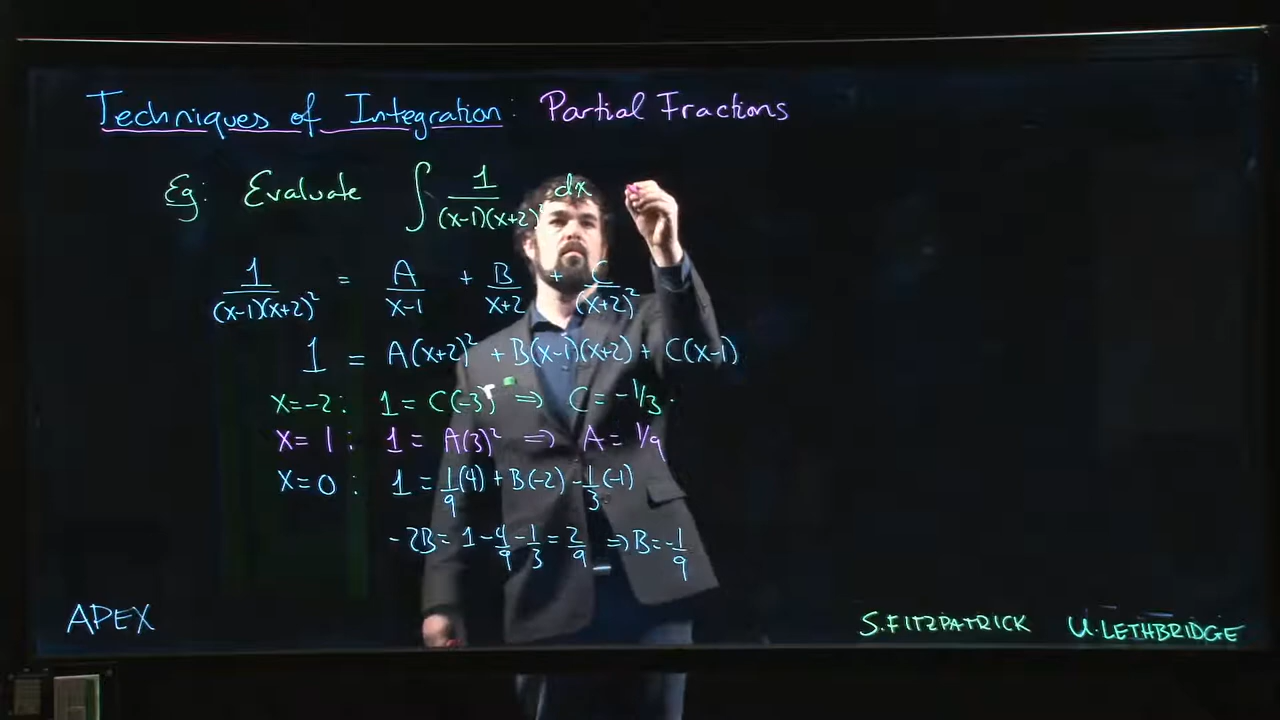 Techniques of Integration: Partial Fractions
Eg: Evaluate ∫ 1/((x-1)(x+2)²) dx
1/((x-1)(x+2)²) = A/(x-1) + B/(x+2) + C/(x+2)²
1 = A(x+2)² + B(x-1)(x+2) + C(x-1)
x=-2: 1 = C(-3) ⇒ C = -1/3.
x=1: 1 = A(3)² ⇒ A = 1/9
x=0: 1 = 1/9(4) + B(-2) - 1/3(-1)
-2B = 1 - 4/9 - 1/3 = 2/9 ⇒ B = -1/9
APEX
S.FITZPATRICK U.LETHBRIDGE